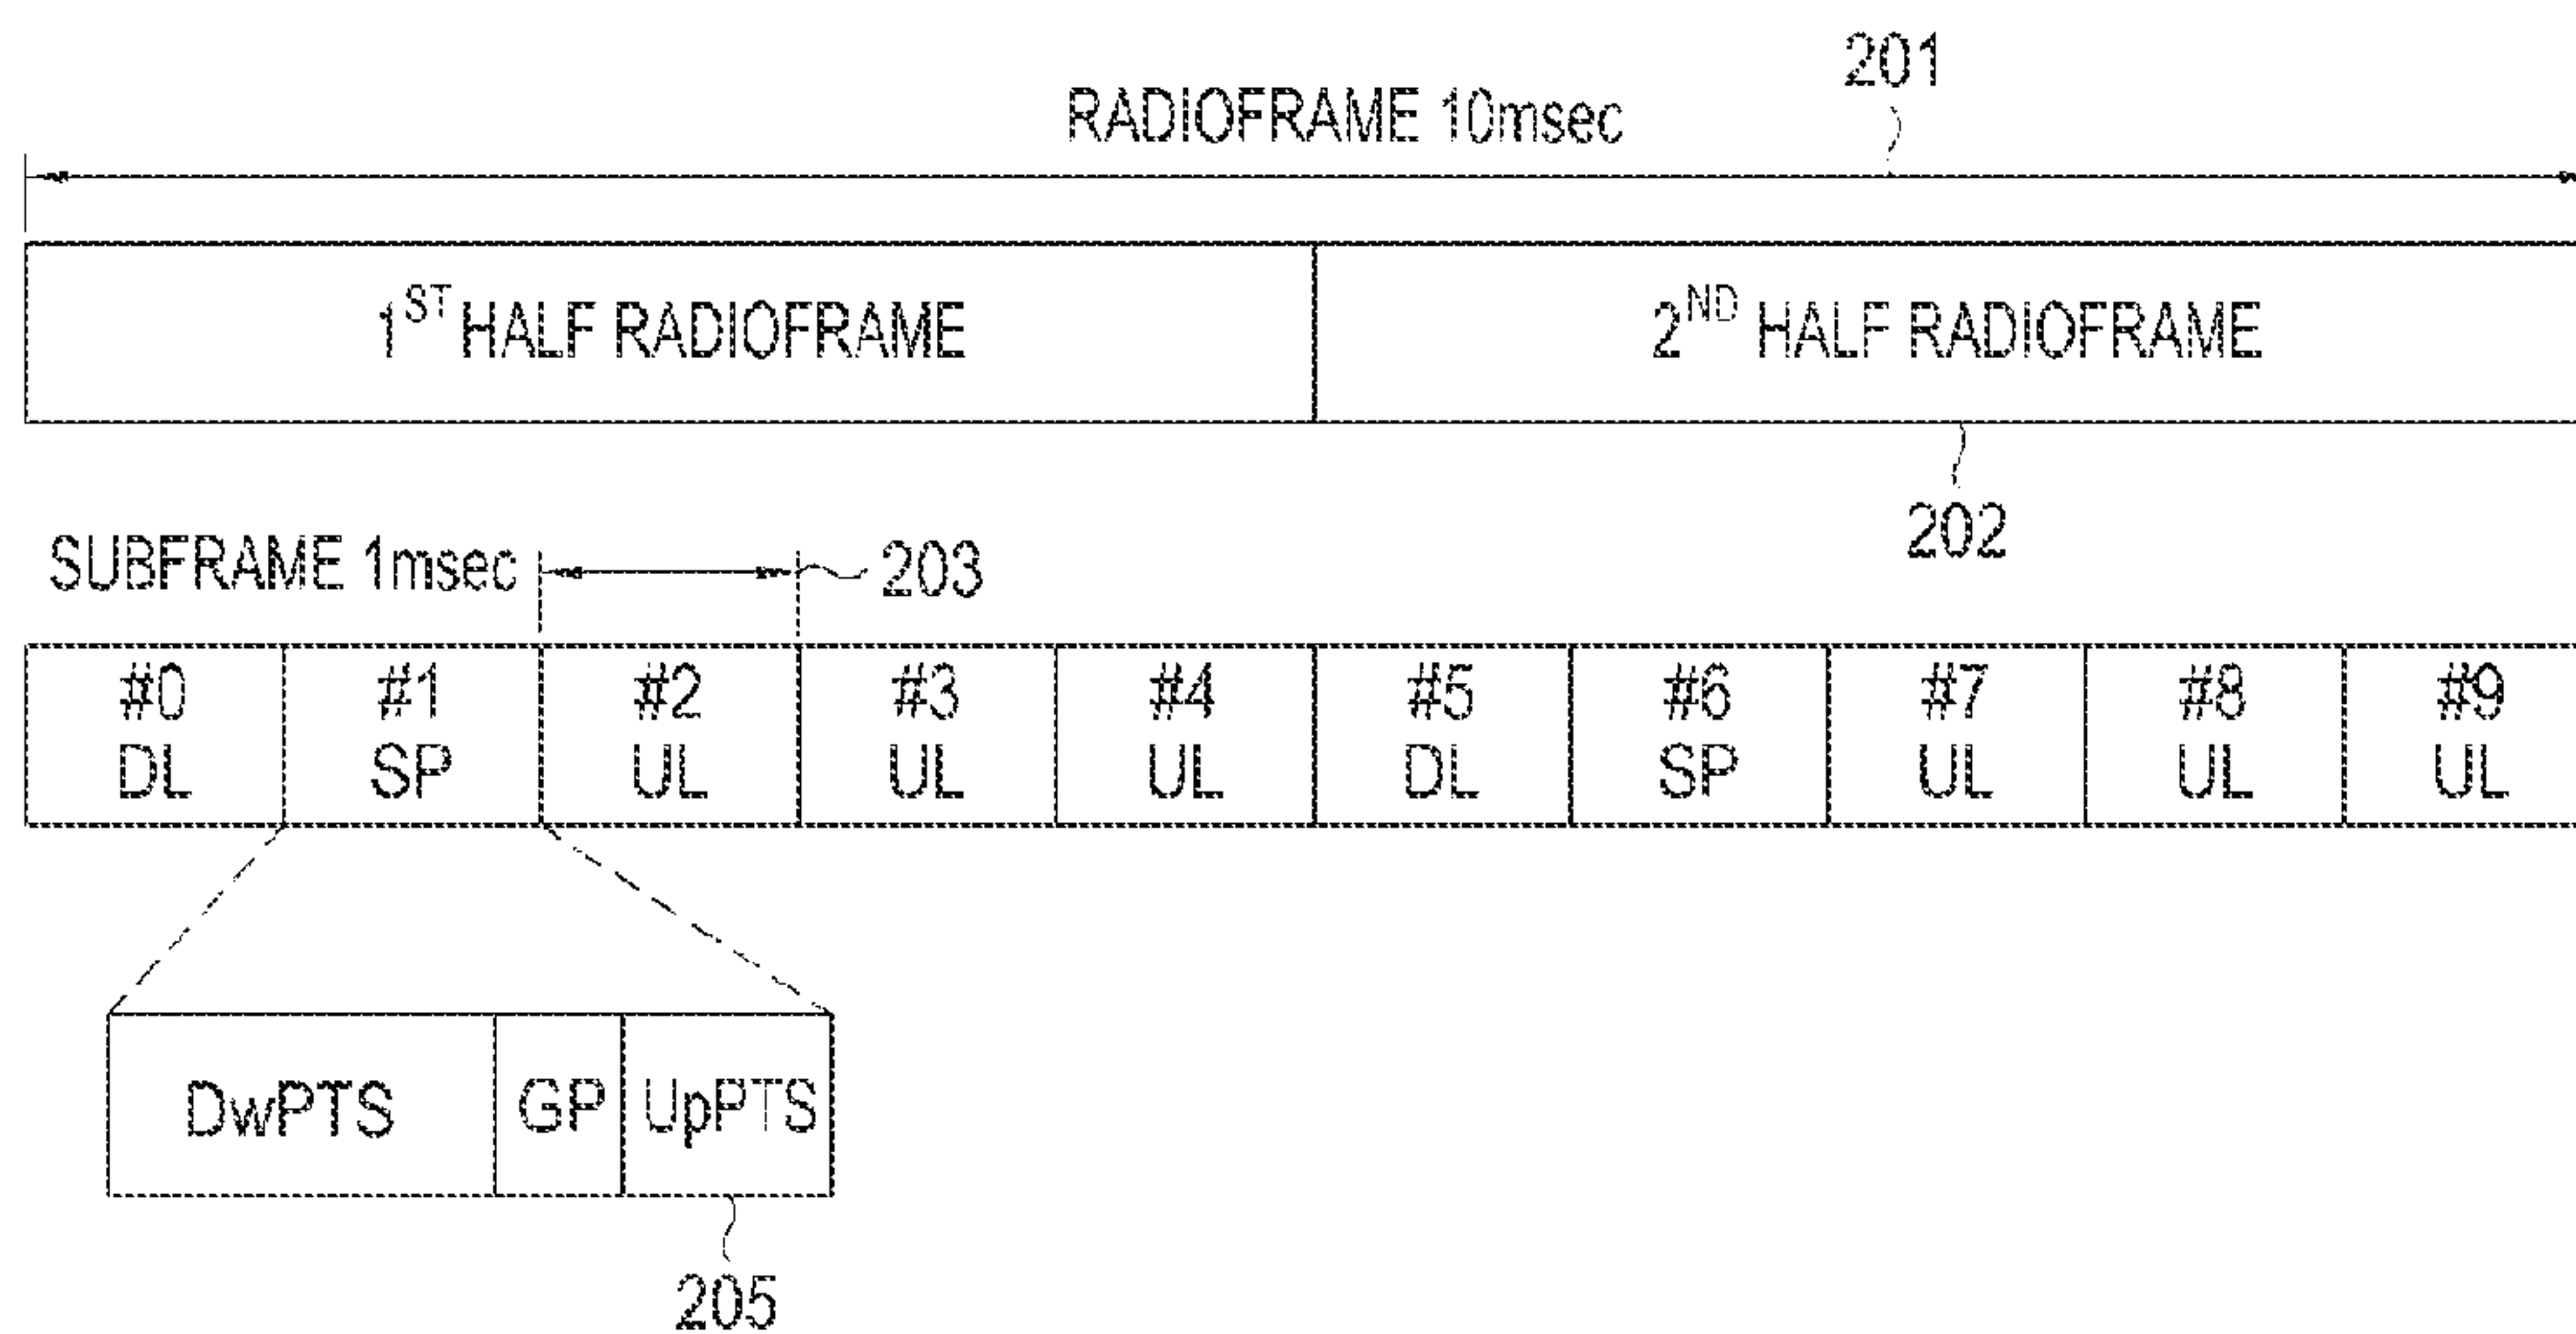 201
RADIOFRAME 10msec
1ST HALF RADIOFRAME
2ND HALF RADIOFRAME
202
SUBFRAME 1msec
203
#0 #1 #2 #3 #4 #5 #6 #7 #8 #9
DL SP UL UL UL DL SP UL UL UL
DwPTS GP UpPTS
205